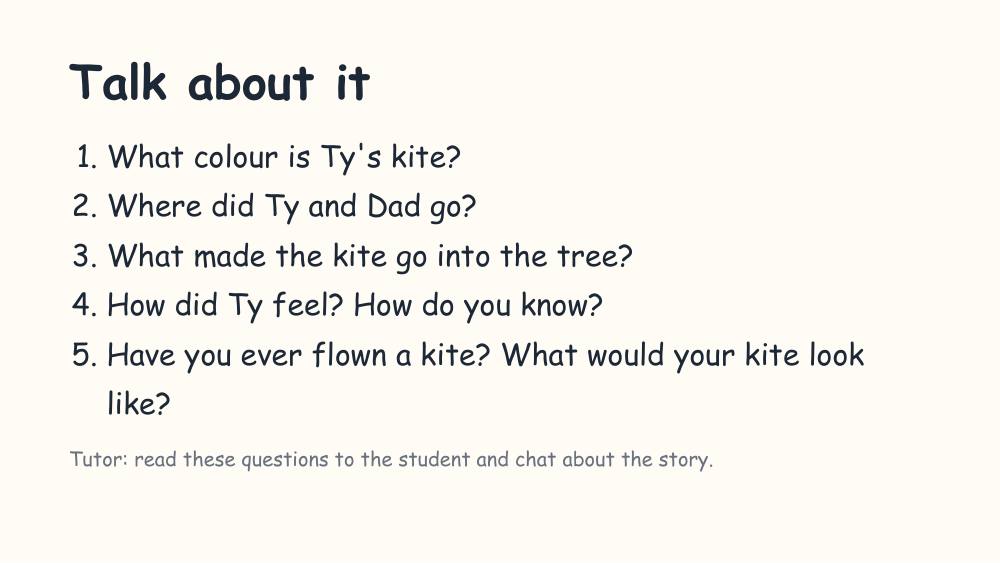 Talk about it
1. What colour is Ty's kite?
2. Where did Ty and Dad go?
3. What made the kite go into the tree?
4. How did Ty feel? How do you know?
5. Have you ever flown a kite? What would your kite look
like?
Tutor: read these questions to the student and chat about the story.